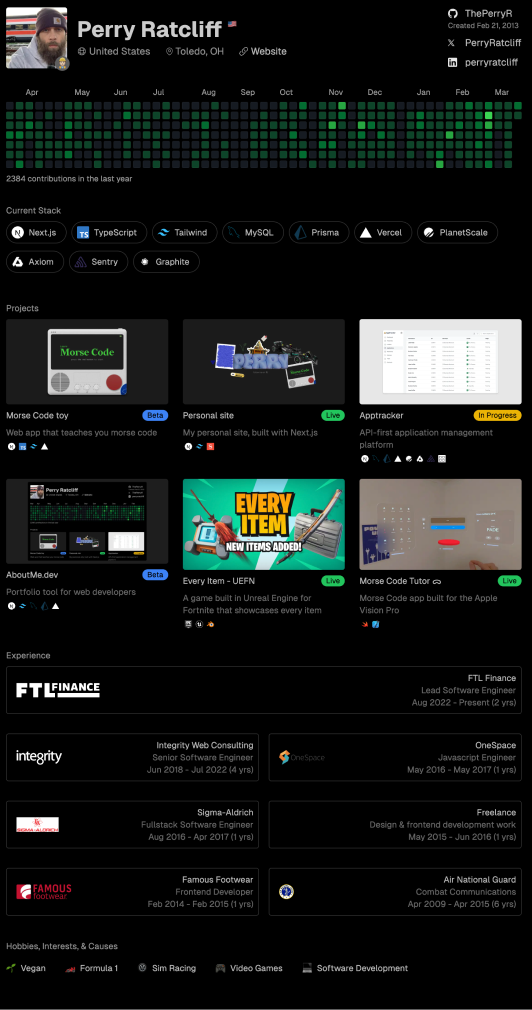 Perry Ratcliff
United States
Toledo, OH
Website
ThePerryR
Created Feb 21, 2013
PerryRatcliff
perryratcliff
Apr May Jun Jul Aug Sep Oct Nov Dec Jan Feb Mar
2384 contributions in the last year
Current Stack
Next.js
TS TypeScript
Tailwind
MySQL
Prisma
Vercel
PlanetScale
Axiom
Sentry
Graphite
Projects
Morse Code
Morse Code toy
Beta
Web app that teaches you morse code
PERRY
Personal site
Live
My personal site, built with Next.js
Apptracker
In Progress
API-first application management
platform
Perry Ratcliff
AboutMe.dev
Beta
Portfolio tool for web developers
EVERY
ITEM
NEW ITEMS ADDED!
Every Item - UEFN
Live
A game built in Unreal Engine for
Fortnite that showcases every item
Morse Code Tutor
Live
Morse Code app built for the Apple
Vision Pro
Experience
FTL FINANCE
FTL Finance
Lead Software Engineer
Aug 2022 - Present (2 yrs)
integrity
Integrity Web Consulting
Senior Software Engineer
Jun 2018 - Jul 2022 (4 yrs)
OneSpace
OneSpace
Javascript Engineer
May 2016 - May 2017 (1 yrs)
SIGMA-ALDRICH
Sigma-Aldrich
Fullstack Software Engineer
Aug 2016 - Apr 2017 (1 yrs)
Freelance
Design & frontend development work
May 2015 - Jun 2016 (1 yrs)
FAMOUS
footwear
Famous Footwear
Frontend Developer
Feb 2014 - Feb 2015 (1 yrs)
Air National Guard
Combat Communications
Apr 2009 - Apr 2015 (6 yrs)
Hobbies, Interests, & Causes
Vegan
Formula 1
Sim Racing
Video Games
Software Development